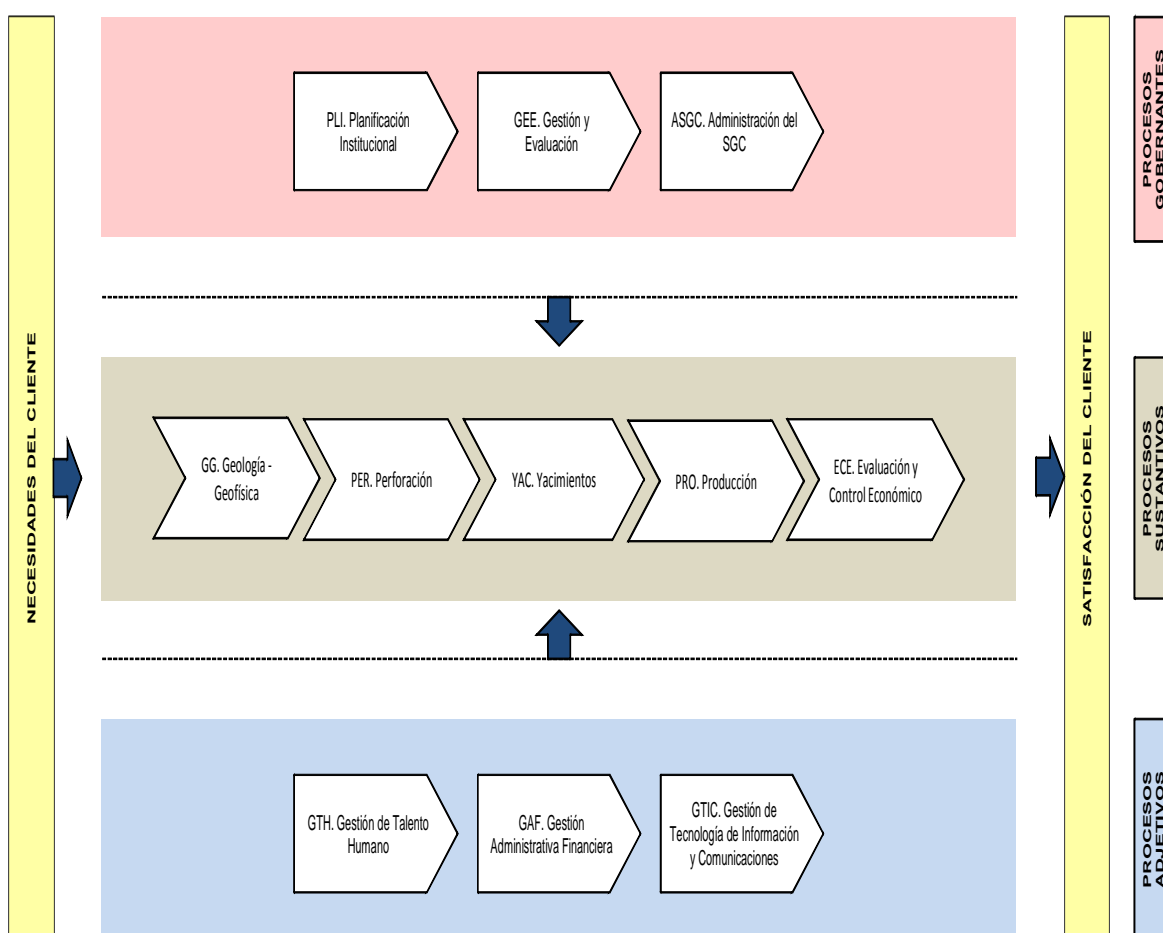 NECESIDADES DEL CLIENTE
PLI. Planificación
Institucional
GEE. Gestión y
Evaluación
ASGC. Administración del
SGC
PROCESOS
GOBERNANTES
GG. Geología -
Geofísica
PER. Perforación
YAC. Yacimientos
PRO. Producción
ECE. Evaluación y
Control Económico
SATISFACCIÓN DEL CLIENTE
PROCESOS
SUSTANTIVOS
GTH. Gestión de Talento
Humano
GAF. Gestión
Administrativa Financiera
GTIC. Gestión de
Tecnología de Información
y Comunicaciones
PROCESOS
ADJETIVOS